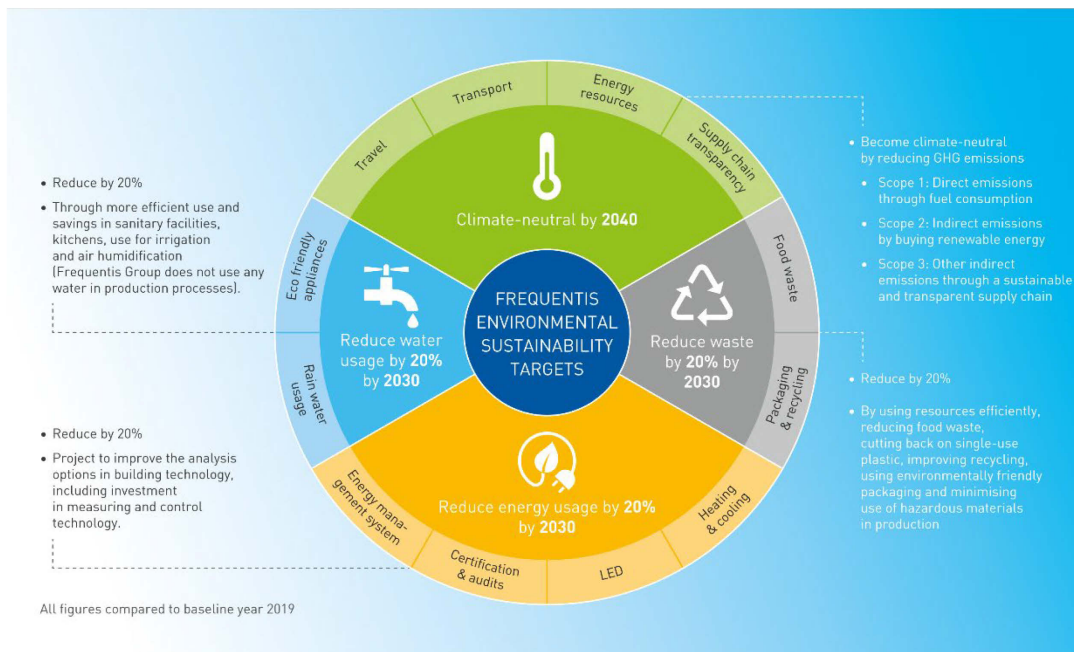 Travel
Transport
Energy
resources
Supply chain
transparency
Climate-neutral by 2040
• Reduce by 20%
• Through more efficient use and
savings in sanitary facilities,
kitchens, use for irrigation
and air humidification
(Frequentis Group does not use any
water in production processes).
Eco friendly
appliances
Rain water
usage
Reduce water
usage by 20%
by 2030
FREQUENTIS
ENVIRONMENTAL
SUSTAINABILITY
TARGETS
Reduce waste
by 20% by
2030
Food waste
Packaging
& recycling
• Become climate-neutral
by reducing GHG emissions
• Scope 1: Direct emissions
through fuel consumption
• Scope 2: Indirect emissions
by buying renewable energy
• Scope 3: Other indirect
emissions through a sustainable
and transparent supply chain
• Reduce by 20%
• Project to improve the analysis
options in building technology,
including investment
in measuring and control
technology.
Reduce energy usage by 20%
by 2030
Energy mana-
gement system
Certification
& audits
LED
Heating
& cooling
• Reduce by 20%
• By using resources efficiently,
reducing food waste,
cutting back on single-use
plastic, improving recycling,
using environmentally friendly
packaging and minimising
use of hazardous materials
in production
All figures compared to baseline year 2019